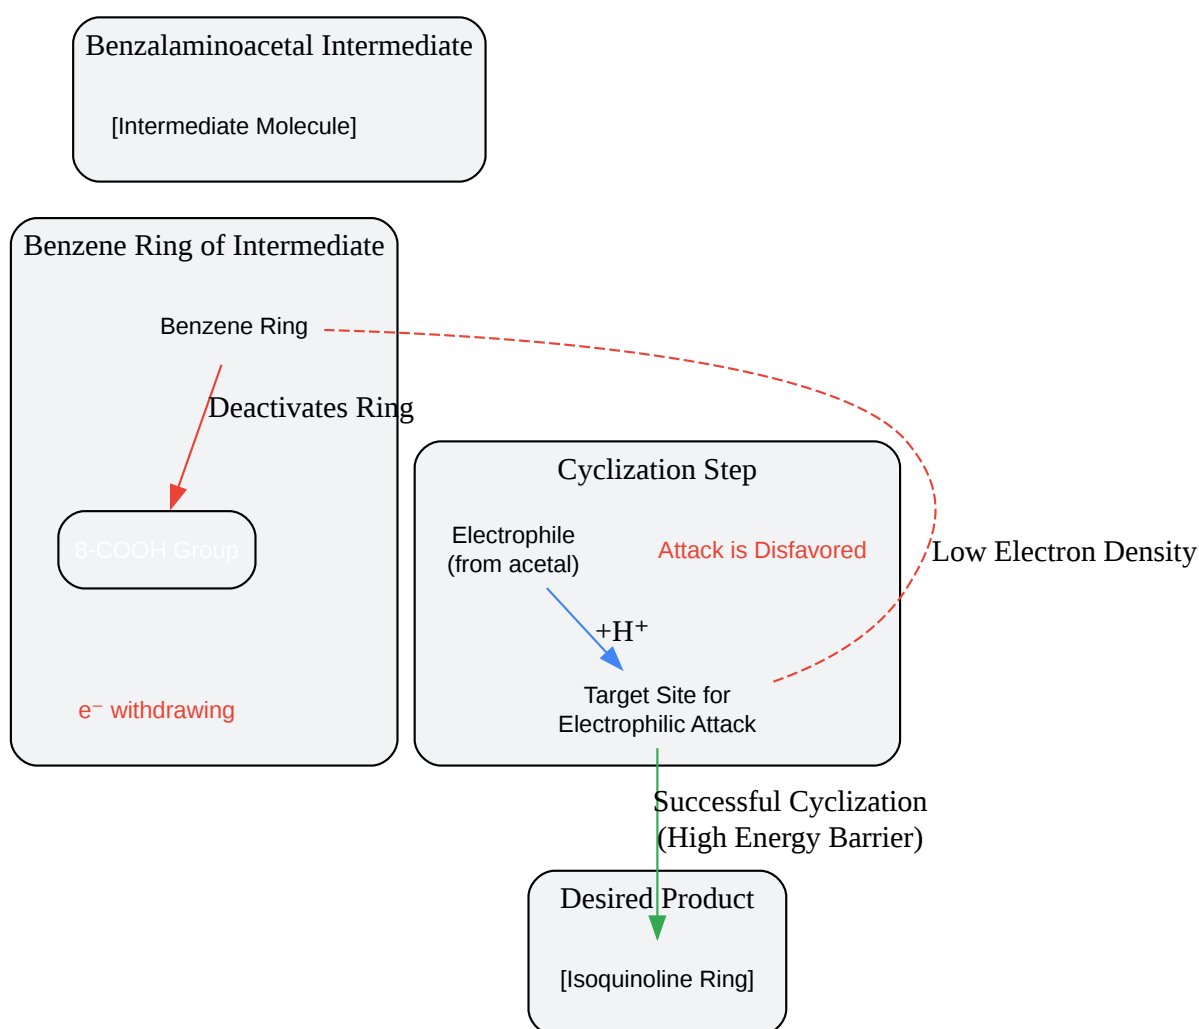 Benzalaminoacetal Intermediate
[Intermediate Molecule]
Benzene Ring of Intermediate
Benzene Ring
Deactivates Ring
8-COOH Group
e⁻ withdrawing
Cyclization Step
Electrophile
(from acetal)
Attack is Disfavored
Low Electron Density
+H⁺
Target Site for
Electrophilic Attack
Successful Cyclization
(High Energy Barrier)
Desired Product
[Isoquinoline Ring]